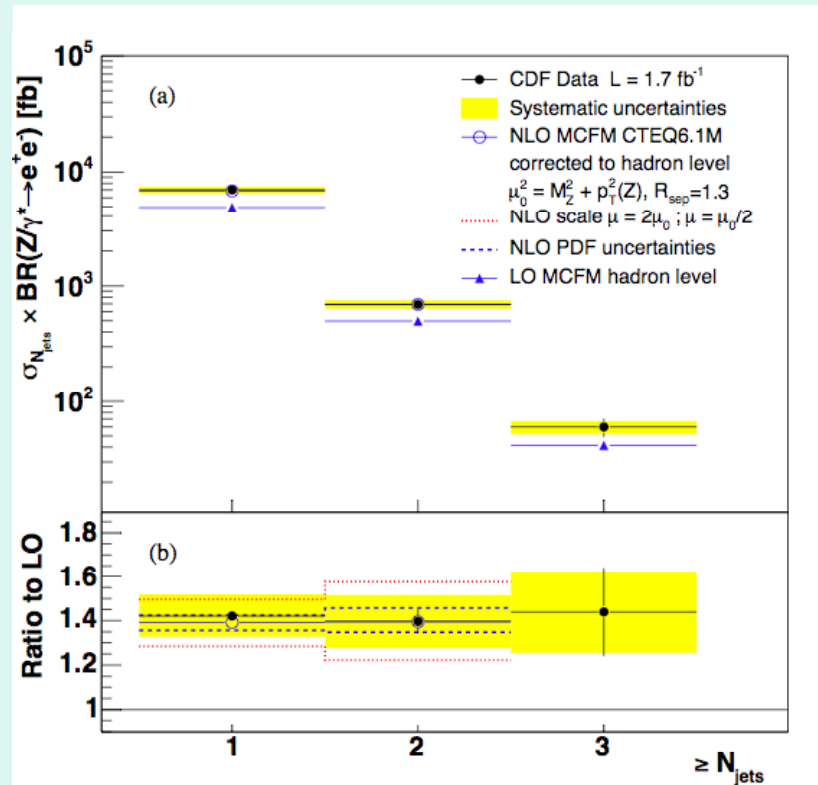 10⁵
(a)
CDF Data L = 1.7 fb⁻¹
Systematic uncertainties
NLO MCFM CTEQ6.1M
corrected to hadron level
μ₀² = M_Z² + p_T²(Z), R_sep=1.3
NLO scale μ = 2μ₀ ; μ = μ₀/2
NLO PDF uncertainties
LO MCFM hadron level
σ_Njets × BR(Z/γ*→e⁺e⁻) [fb]
10⁴
10³
10²
(b)
Ratio to LO
1.8
1.6
1.4
1.2
1
1 2 3
≥ N_jets